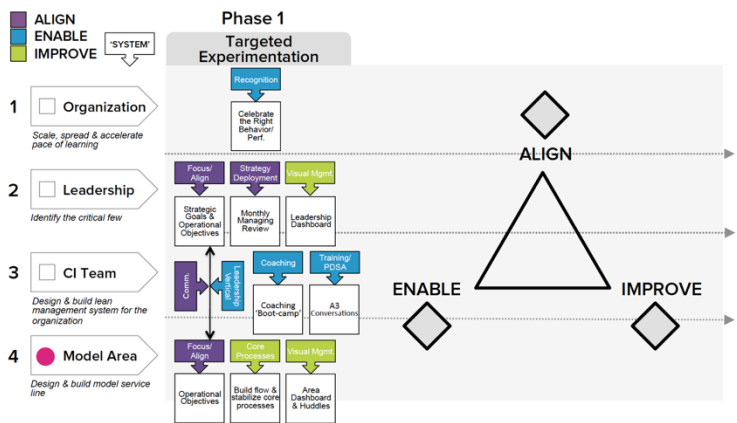 ALIGN
ENABLE
IMPROVE
'SYSTEM'
Phase 1
Targeted
Experimentation
1
Organization
Scale, spread & accelerate
pace of learning
Recognition
Celebrate
the Right
Behavior/
Perf.
2
Leadership
Identify the critical few
Focus/
Align
Strategic
Goals &
Operational
Objectives
Strategy
Deployment
Monthly
Managing
Review
Visual Mgmt
Leadership
Dashboard
3
CI Team
Design & build lean
management system for the
organization
Comm.
Leadership
Vertical
Coaching
Coaching
'Boot-camp'
Training/
PDSA
A3
Conversations
4
Model Area
Design & build model service
line
Focus/
Align
Operational
Objectives
Core
Processes
Build flow &
stabilize core
processes
Visual Mgmt
Area
Dashboard
& Huddles
ALIGN
ENABLE
IMPROVE